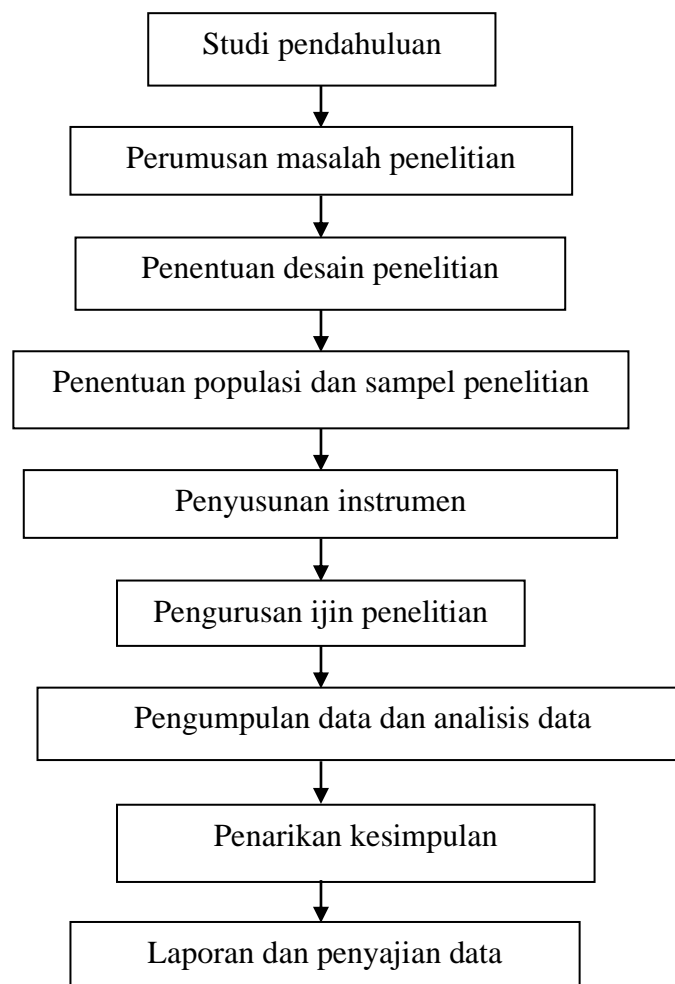 Studi pendahuluan
Perumusan masalah penelitian
Penentuan desain penelitian
Penentuan populasi dan sampel penelitian
Penyusunan instrumen
Pengurusan ijin penelitian
Pengumpulan data dan analisis data
Penarikan kesimpulan
Laporan dan penyajian data